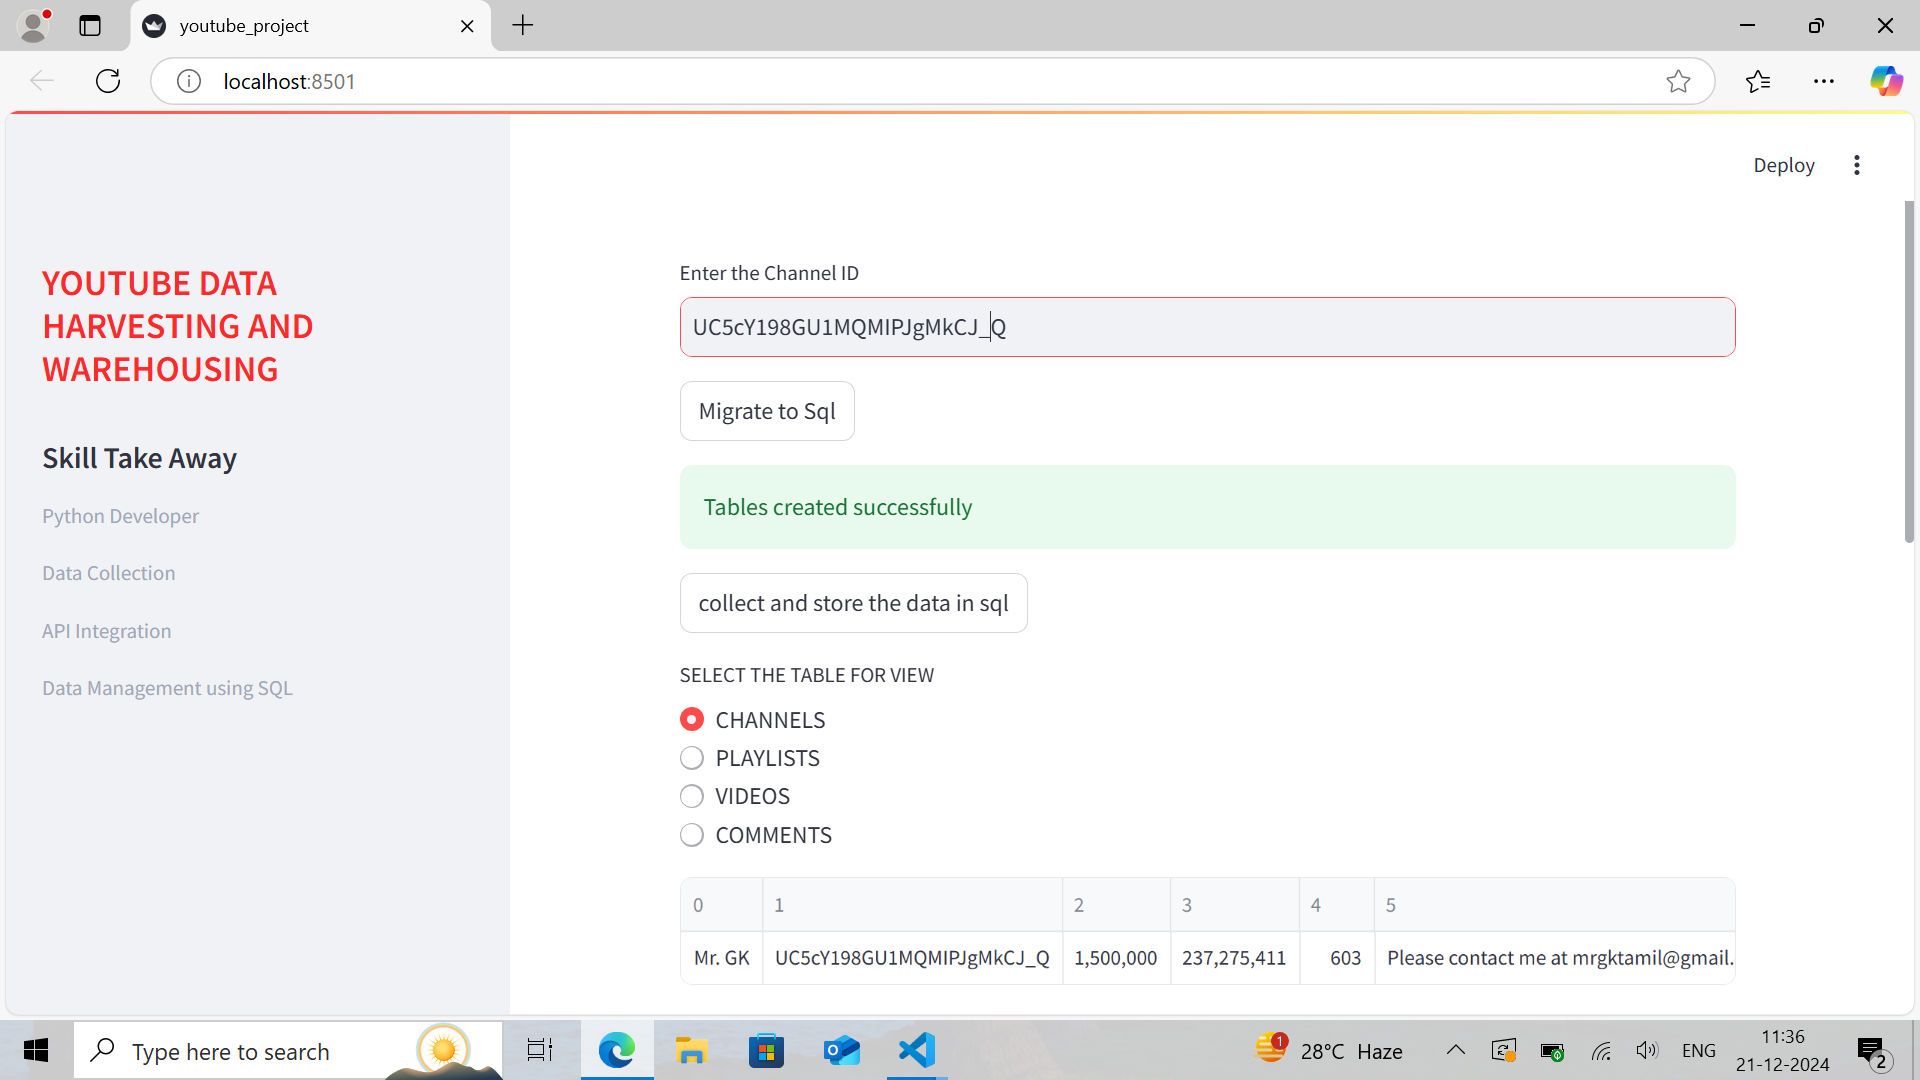 youtube_project
localhost:8501
Deploy
YOUTUBE DATA
HARVESTING AND
WAREHOUSING
Skill Take Away
Python Developer
Data Collection
API Integration
Data Management using SQL
Enter the Channel ID
UC5cY198GU1MQMIPJgMkCJ_Q
Migrate to Sql
Tables created successfully
collect and store the data in sql
SELECT THE TABLE FOR VIEW
CHANNELS
PLAYLISTS
VIDEOS
COMMENTS
0 1 2 3 4 5
Mr. GK UC5cY198GU1MQMIPJgMkCJ_Q 1,500,000 237,275,411 603 Please contact me at mrgktamil@gmail.
Type here to search
1
28°C Haze
ENG
11:36
21-12-2024
2